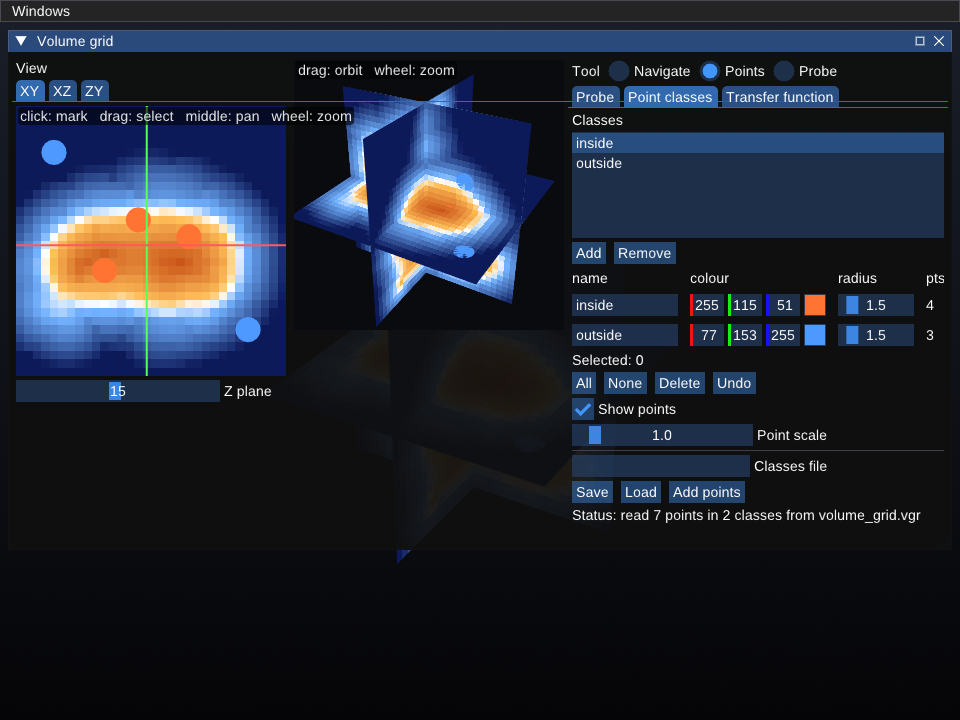 Windows
Volume grid
View
XY XZ ZY
click: mark drag: select middle: pan wheel: zoom
15 Z plane
drag: orbit wheel: zoom
Tool Navigate Points Probe
Probe Point classes Transfer function
Classes
inside
outside
Add Remove
name colour radius pts
inside 255 115 51 1.5 4
outside 77 153 255 1.5 3
Selected: 0
All None Delete Undo
Show points
1.0 Point scale
Classes file
Save Load Add points
Status: read 7 points in 2 classes from volume_grid.vgr